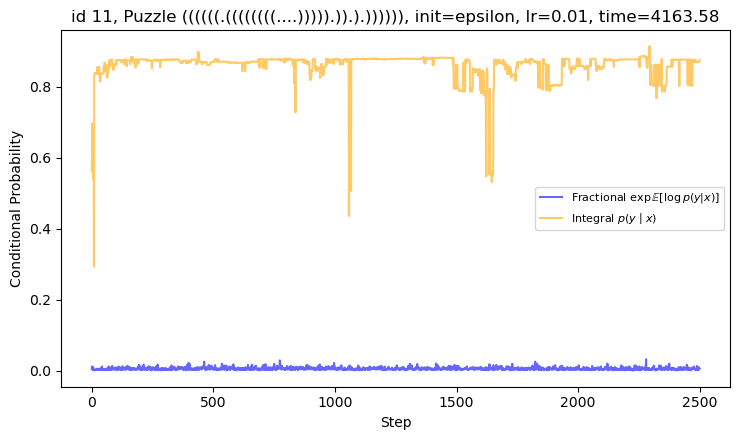 id 11, Puzzle ((((((.((((((((....))))).)).).)))))), init=epsilon, lr=0.01, time=4163.58
Conditional Probability
0.8
0.6
0.4
0.2
0.0
Fractional exp𝔼[log p(y|x)]
Integral p(y | x)
0
500
1000
1500
2000
2500
Step